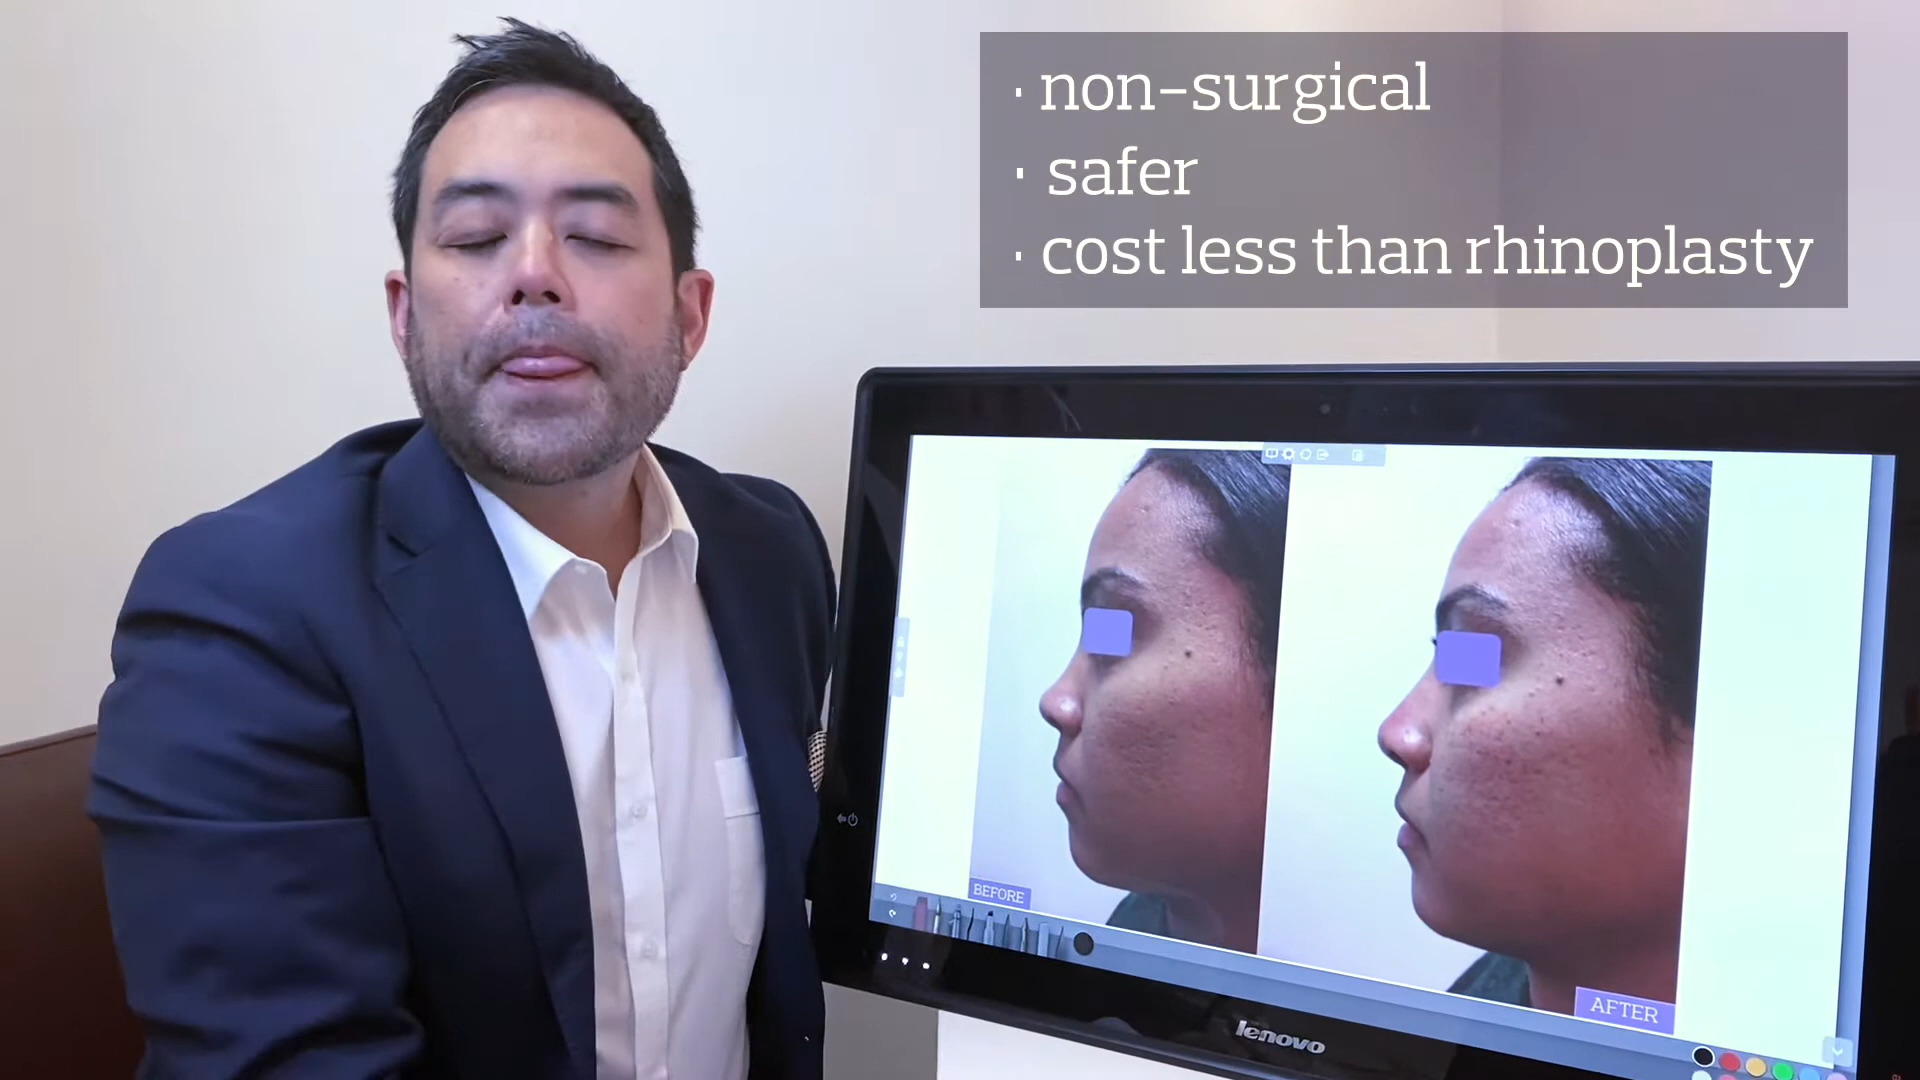 · non-surgical
· safer
· cost less than rhinoplasty
BEFORE
AFTER
lenovo